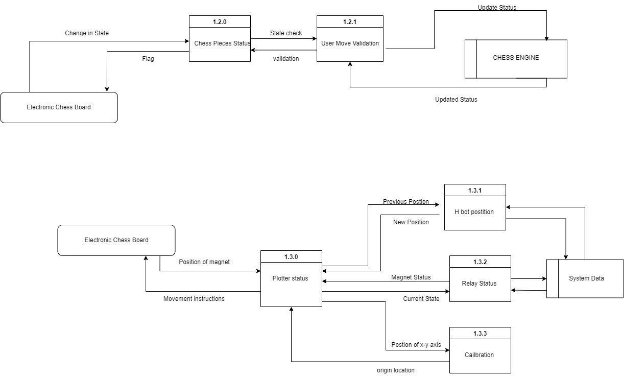 Update Status
1.2.0
1.2.1
Change in State
State check
Chess Pieces Status
User Move Validation
Flag
validation
CHESS ENGINE
Electronic Chess Board
Updated Status
1.3.1
Previous Postion
H bot postition
New Position
Electronic Chess Board
1.3.0
Position of magnet
1.3.2
Plotter status
Magnet Status
System Data
Relay Status
Movement Instructions
Current State
1.3.3
Postion of x-y axis
Calibration
origin location